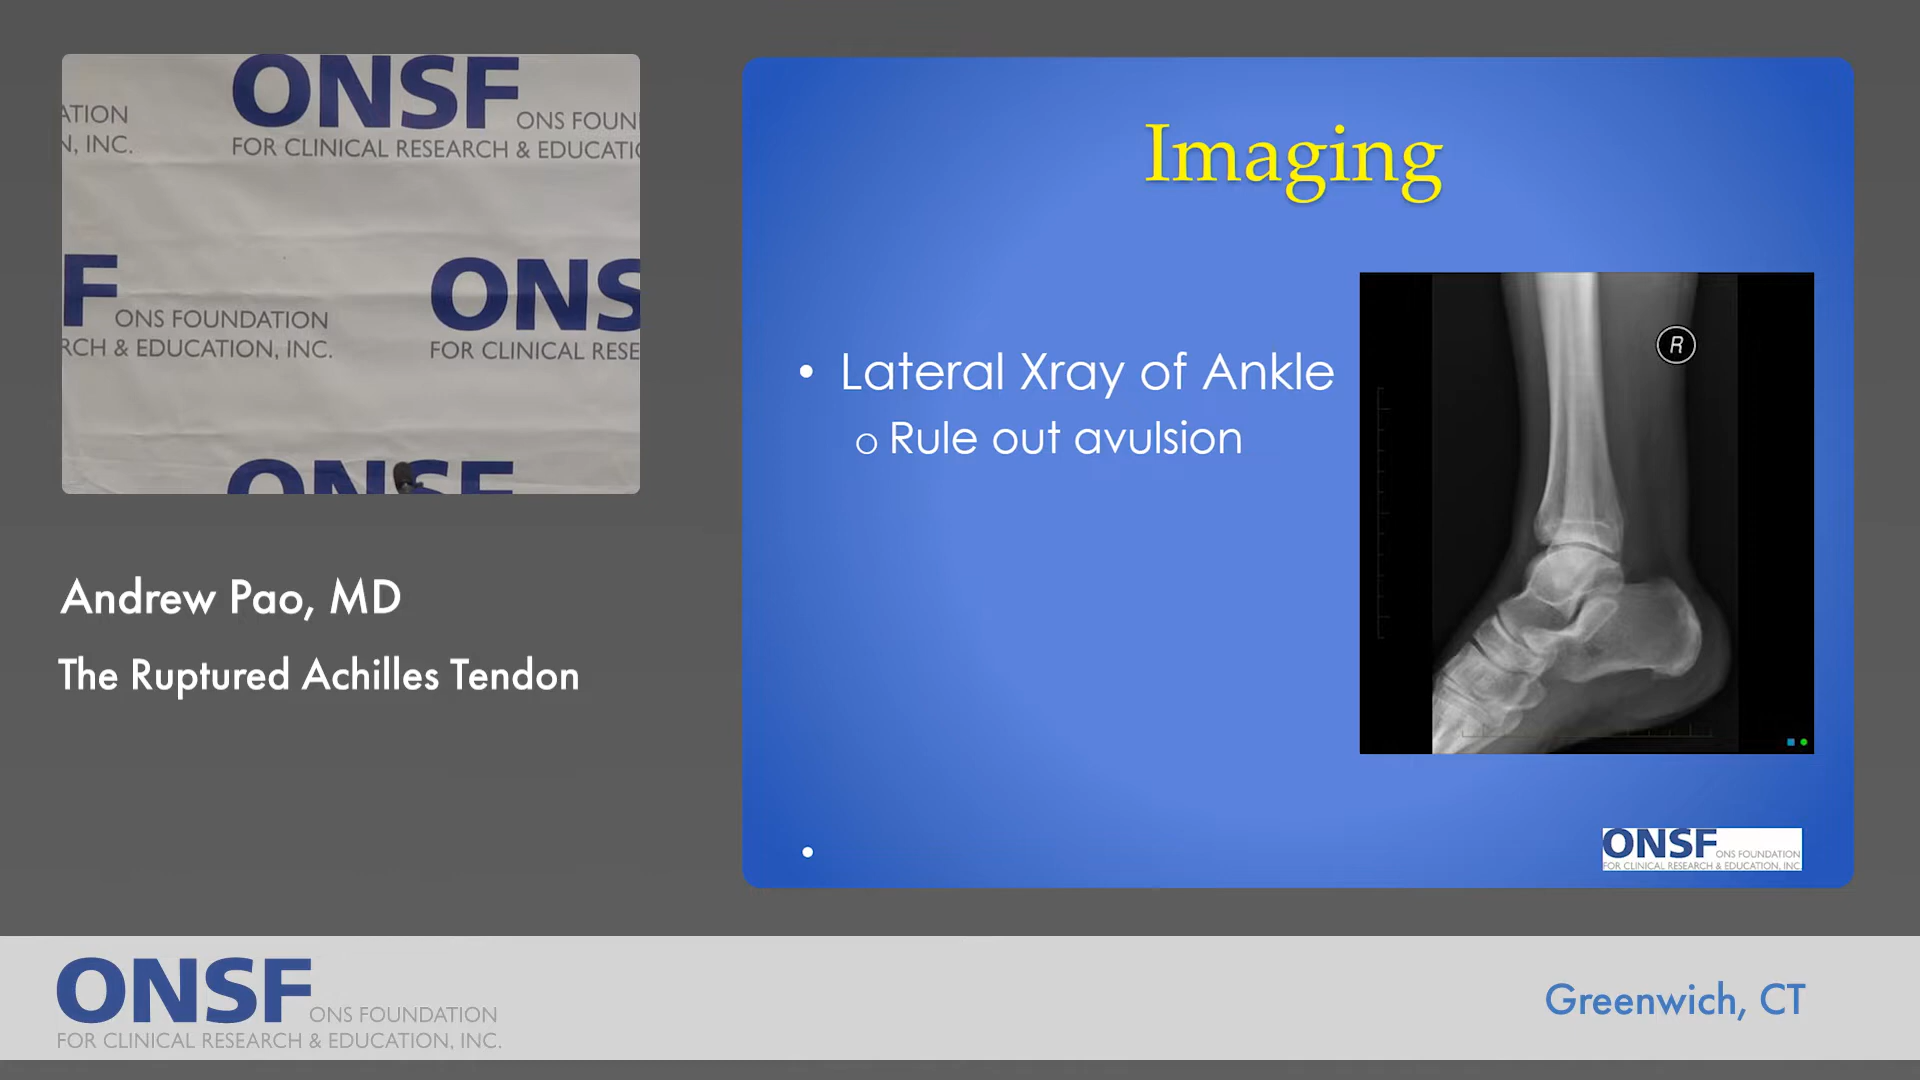 ONSF ONS FOUN
FOR CLINICAL RESEARCH & EDUCATIO
ATION
N, INC.
F ONS FOUNDATION
RCH & EDUCATION, INC.
ONS
FOR CLINICAL RESE
ONSF
Andrew Pao, MD
The Ruptured Achilles Tendon
Imaging
• Lateral Xray of Ankle
o Rule out avulsion
R
•
ONSF ONS FOUNDATION
FOR CLINICAL RESEARCH & EDUCATION, INC.
ONSF ONS FOUNDATION
FOR CLINICAL RESEARCH & EDUCATION, INC.
Greenwich, CT